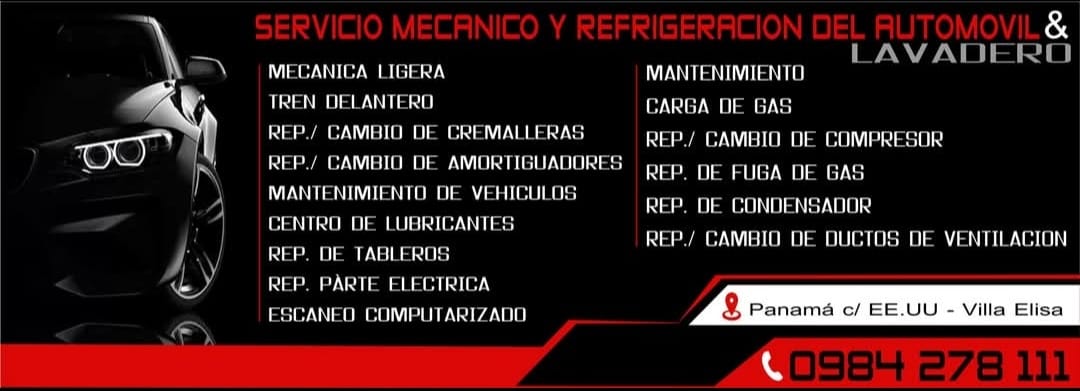 SERVICIO MECANICO Y REFRIGERACION DEL AUTOMOVIL &
LAVADERO
MECANICA LIGERA
TREN DELANTERO
REP./ CAMBIO DE CREMALLERAS
REP./ CAMBIO DE AMORTIGUADORES
MANTENIMIENTO DE VEHICULOS
CENTRO DE LUBRICANTES
REP. DE TABLEROS
REP. PÀRTE ELECTRICA
ESCANEO COMPUTARIZADO
MANTENIMIENTO
CARGA DE GAS
REP./ CAMBIO DE COMPRESOR
REP. DE FUGA DE GAS
REP. DE CONDENSADOR
REP./ CAMBIO DE DUCTOS DE VENTILACION
Panamá c/ EE.UU - Villa Elisa
0984 278 111